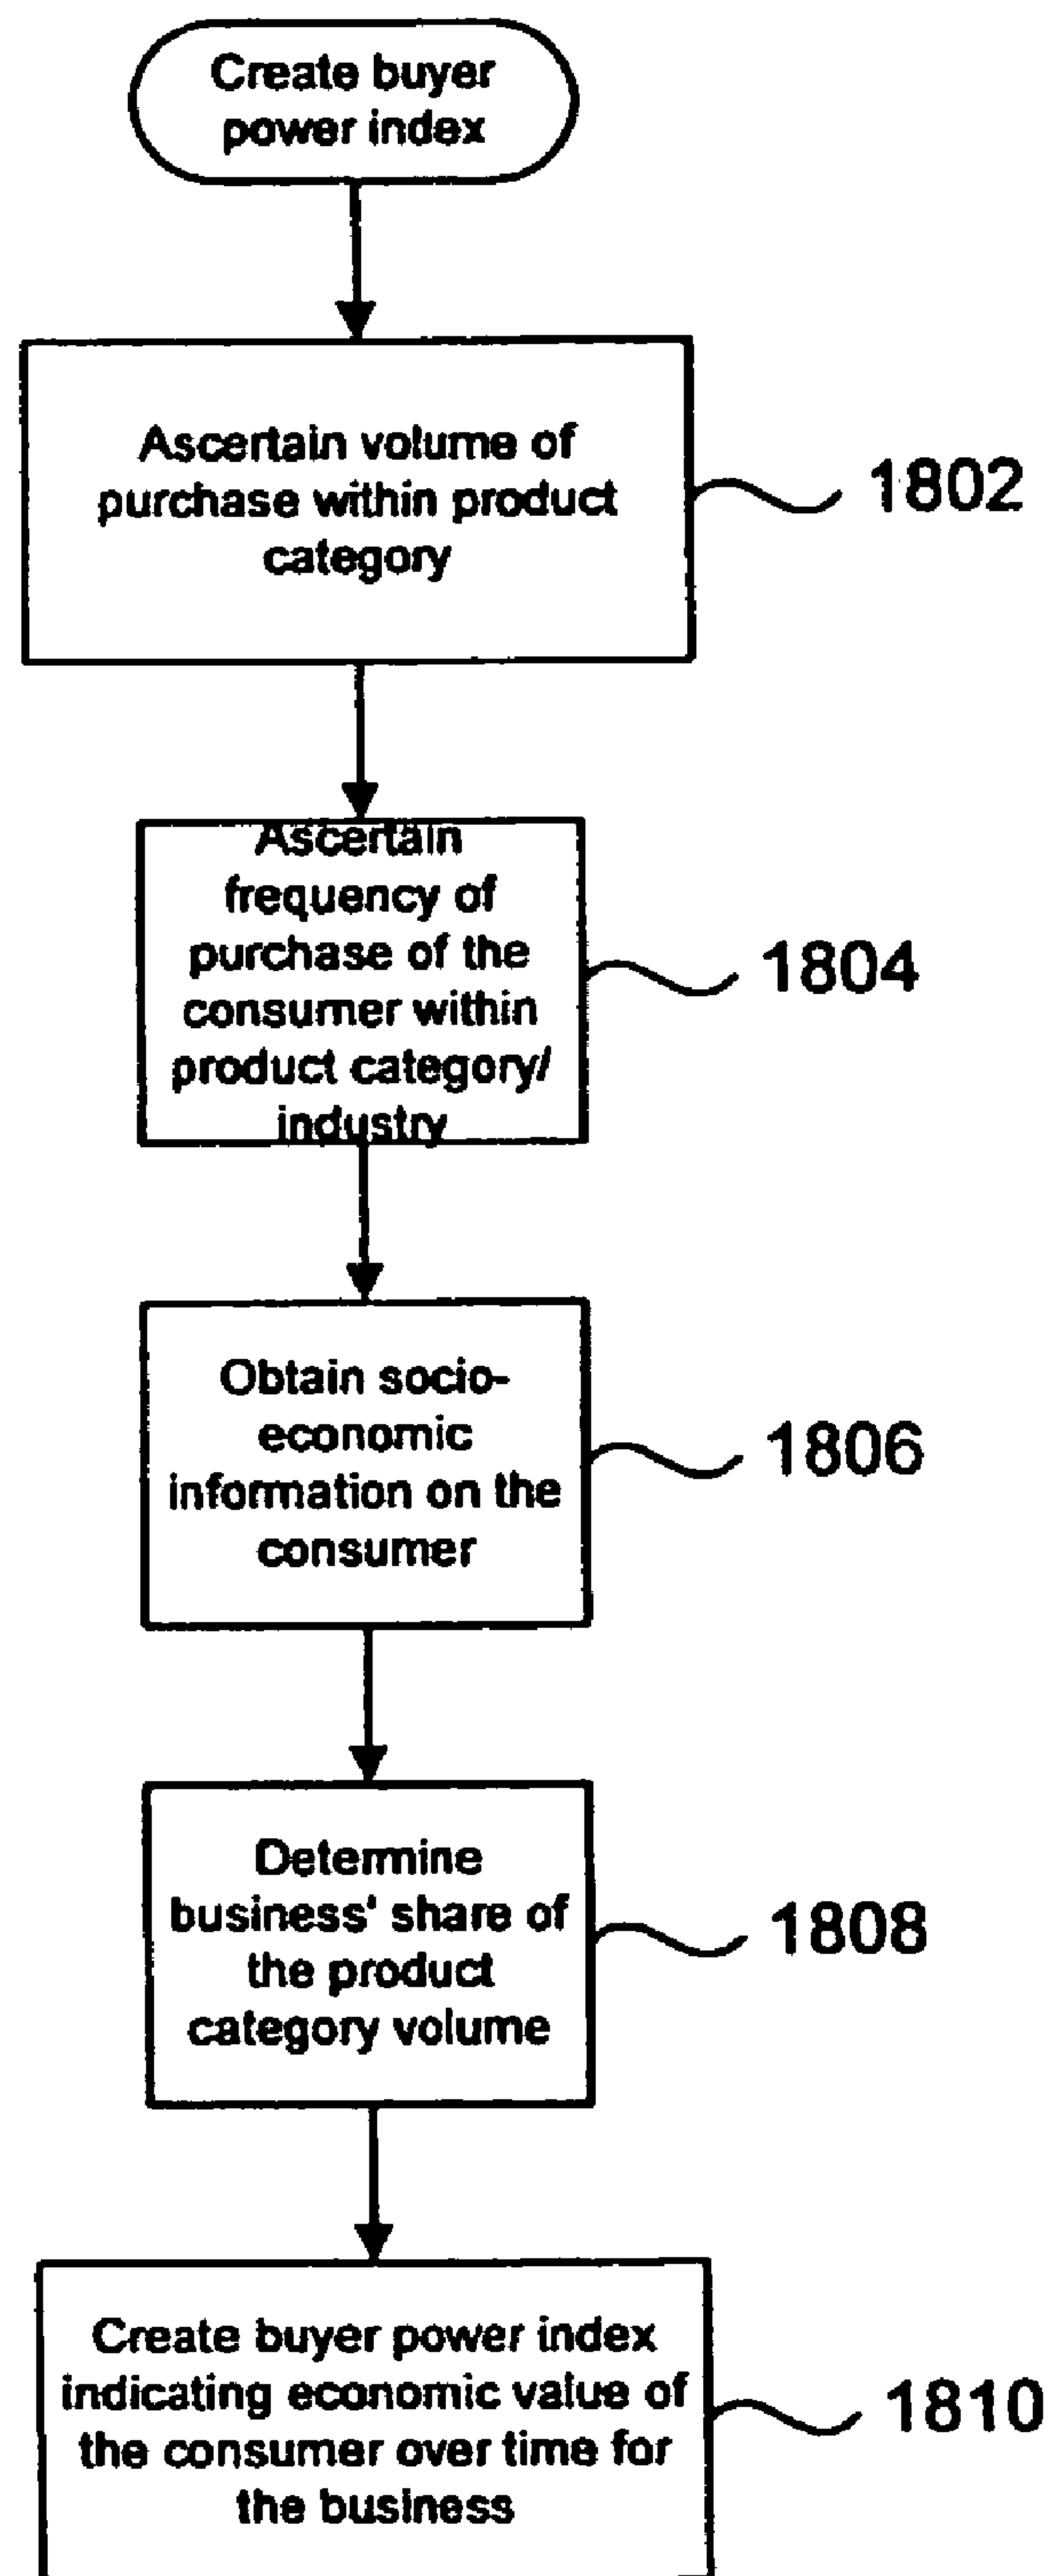 Create buyer
power index
Ascertain volume of
purchase within product
category
1802
Ascertain
frequency of
purchase of the
consumer within
product category/
industry
1804
Obtain socio-
economic
information on the
consumer
1806
Determine
business' share of
the product
category volume
1808
Create buyer power index
indicating economic value of
the consumer over time for
the business
1810